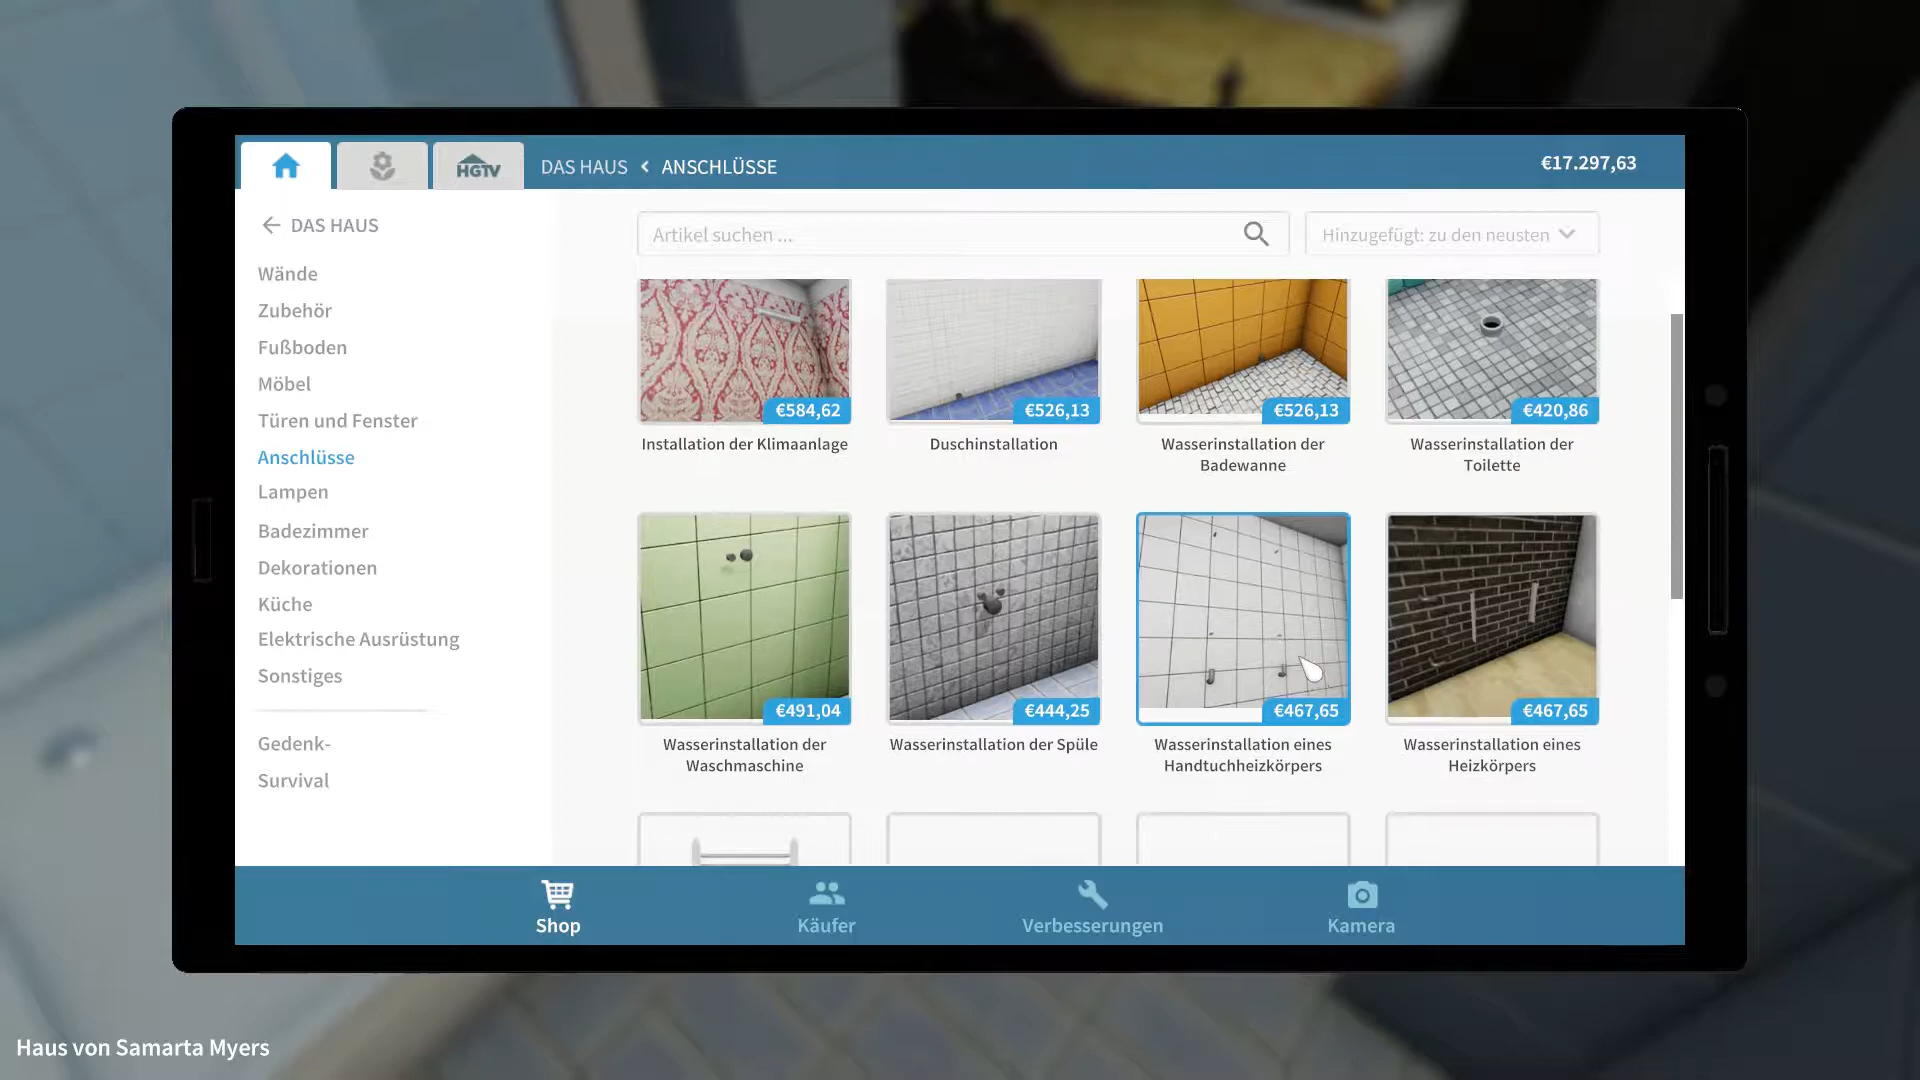 HGTV
DAS HAUS < ANSCHLÜSSE
€17.297,63
DAS HAUS
Artikel suchen ...
Hinzugefügt: zu den neusten
Wände
Zubehör
Fußboden
Möbel
Türen und Fenster
Anschlüsse
Lampen
Badezimmer
Dekorationen
Küche
Elektrische Ausrüstung
Sonstiges
Gedenk-
Survival
€584,62
€526,13
€526,13
€420,86
Installation der Klimaanlage
Duschinstallation
Wasserinstallation der
Badewanne
Wasserinstallation der
Toilette
€491,04
€444,25
€467,65
€467,65
Wasserinstallation der
Waschmaschine
Wasserinstallation der Spüle
Wasserinstallation eines
Handtuchheizkörpers
Wasserinstallation eines
Heizkörpers
Shop
Käufer
Verbesserungen
Kamera
Haus von Samarta Myers